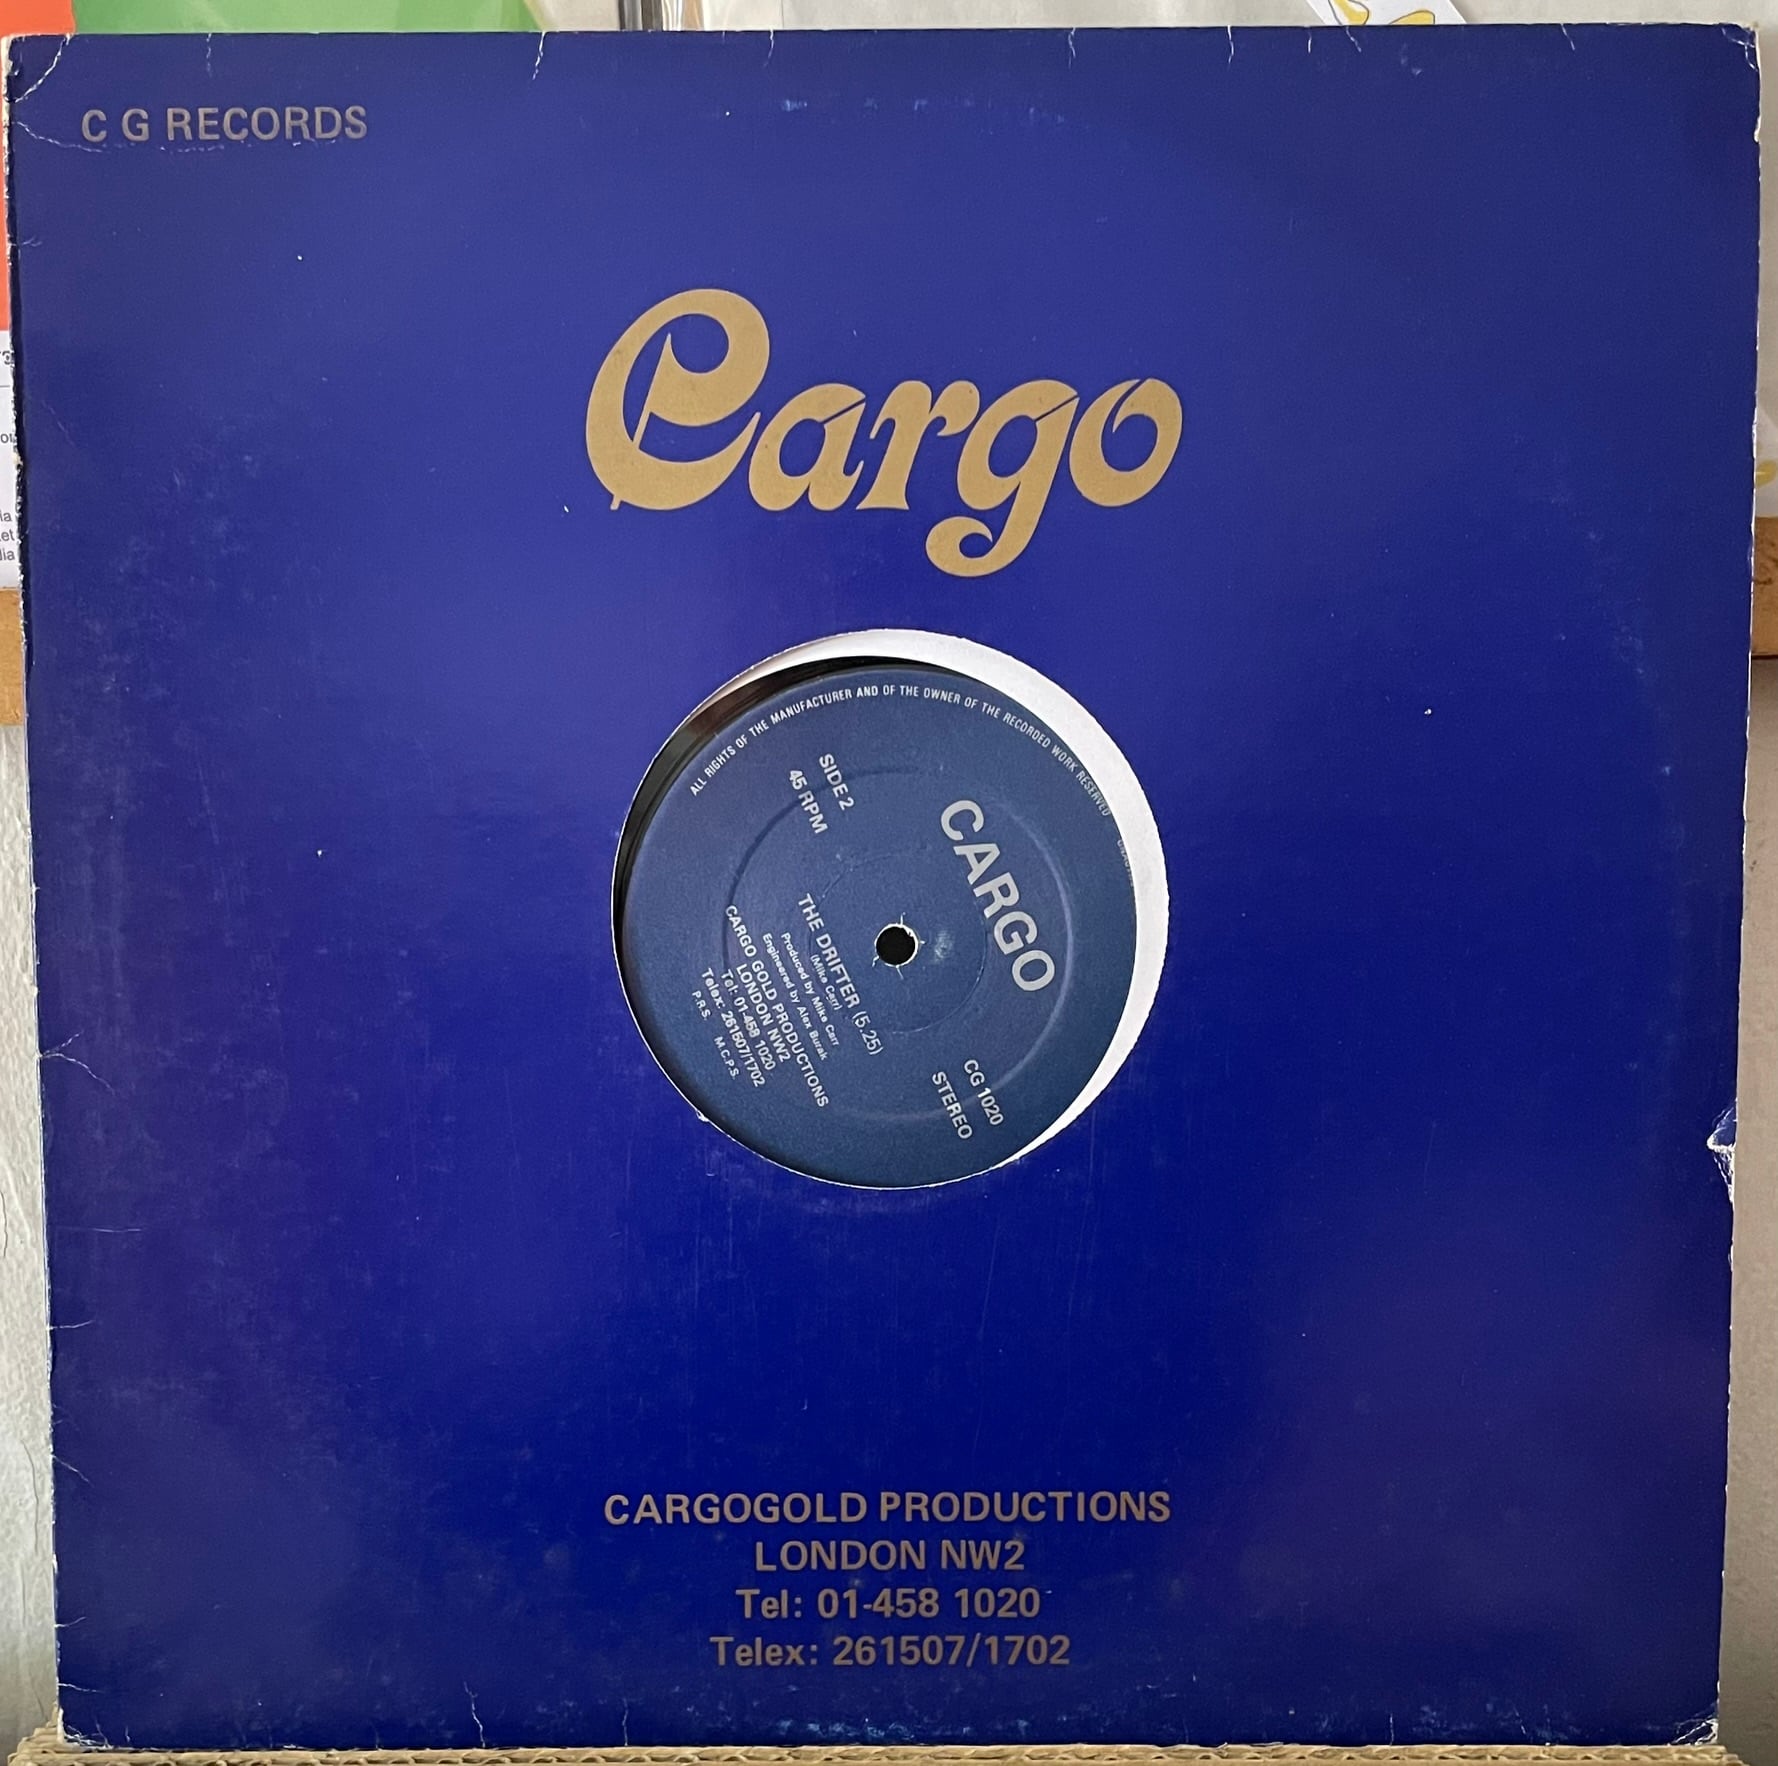 C G RECORDS
Cargo
ALL RIGHTS OF THE MANUFACTURER AND OF THE OWNER OF THE RECORDED WORK RESERVED
CARGO
SIDE 2
45 RPM
CG 1020
STEREO
THE DRIFTER (5.25)
(Mike Carr)
Produced by Mike Carr
Engineered by Alex Burak
CARGO GOLD PRODUCTIONS
LONDON NW2
Tel: 01-458 1020
Telex: 261507/1702
P.R.S. M.C.P.S.
CARGOGOLD PRODUCTIONS
LONDON NW2
Tel: 01-458 1020
Telex: 261507/1702